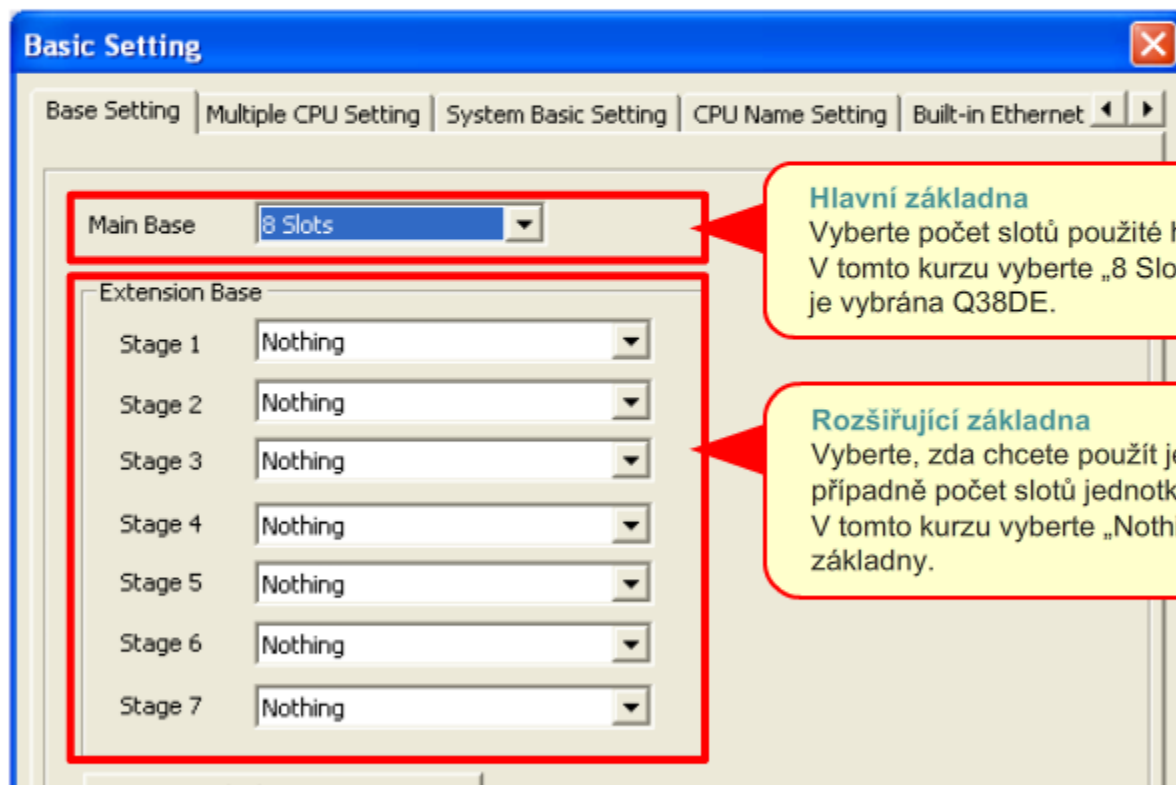 Basic Setting
Base Setting Multiple CPU Setting System Basic Setting CPU Name Setting Built-in Ethernet
Main Base 8 Slots
Hlavní základna
Vyberte počet slotů použité
V tomto kurzu vyberte „8
je vybrána Q38DE.
Extension Base
Stage 1 Nothing
Stage 2 Nothing
Stage 3 Nothing
Stage 4 Nothing
Stage 5 Nothing
Stage 6 Nothing
Stage 7 Nothing
Rozšiřující základna
Vyberte, zda chcete použít
případně počet slotů
V tomto kurzu vyberte
základny.